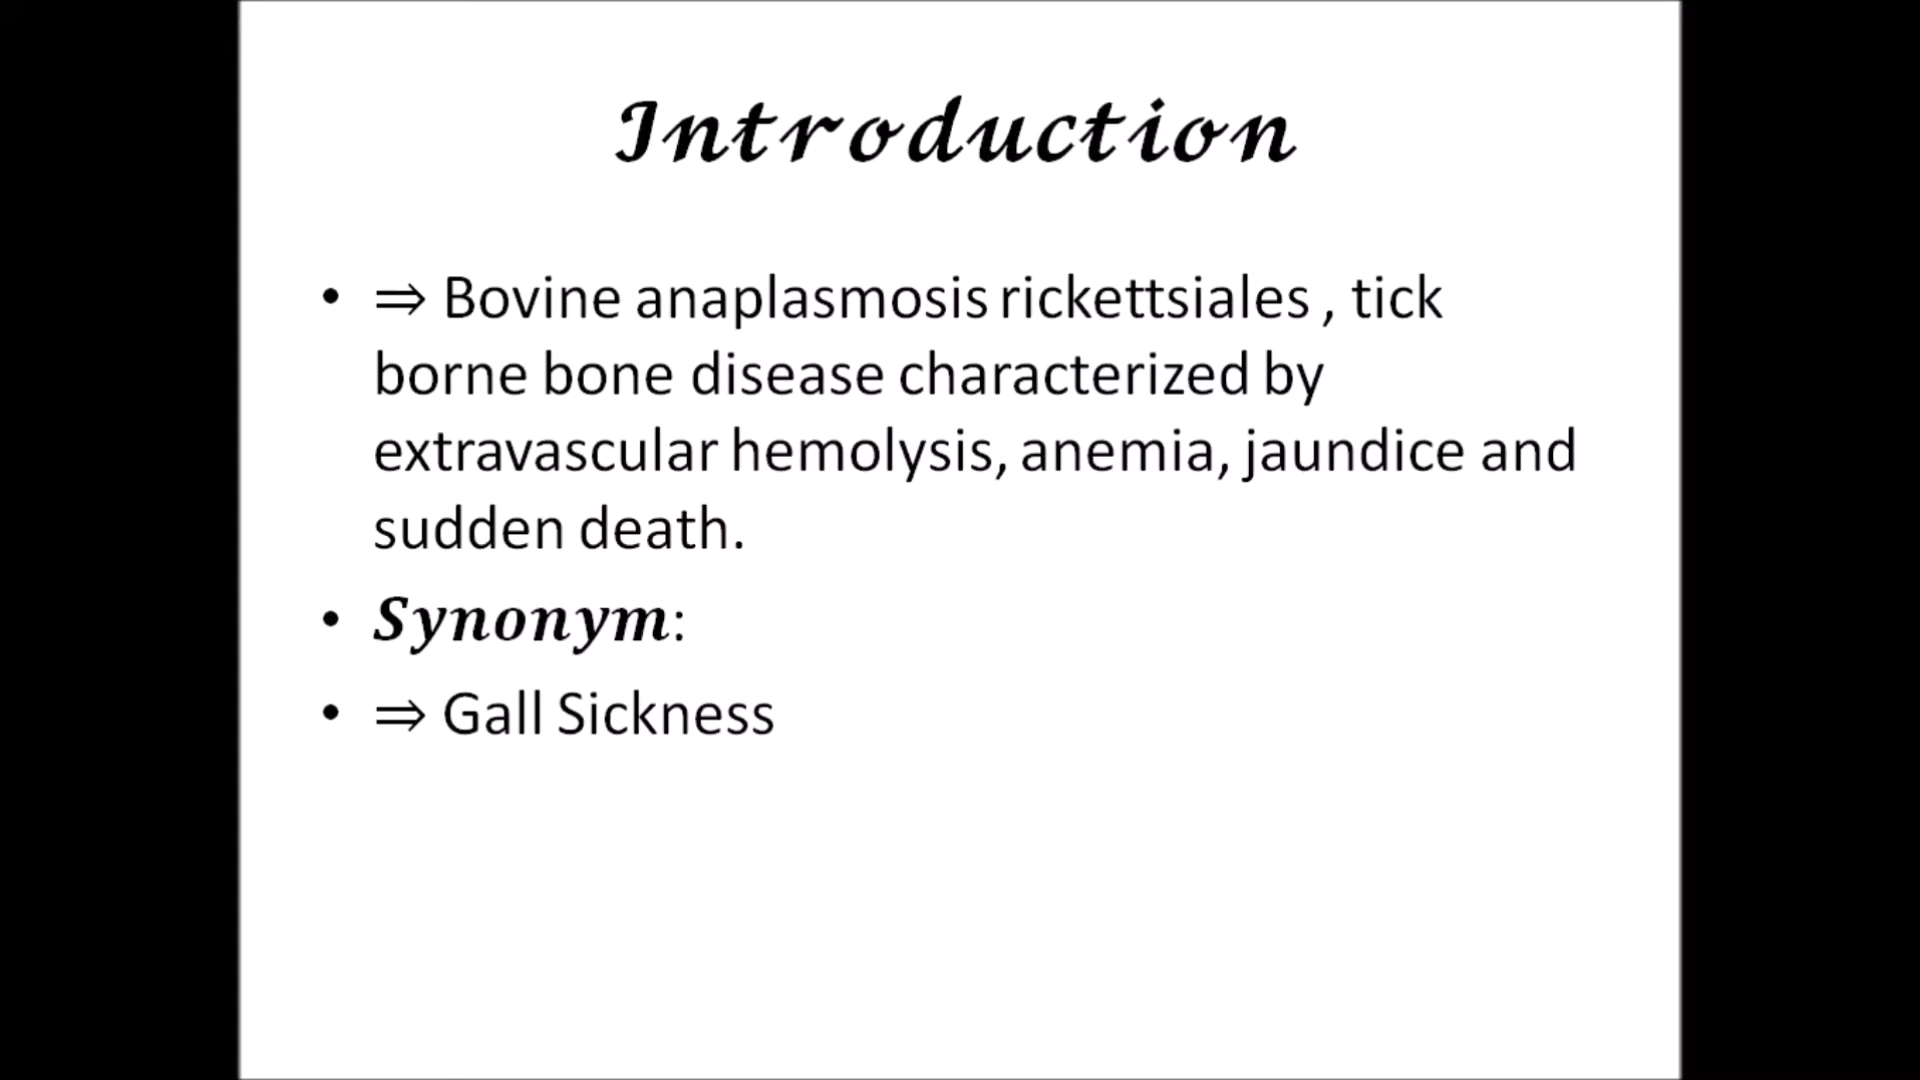 Introduction
• ⇒ Bovine anaplasmosis rickettsiales , tick
borne bone disease characterized by
extravascular hemolysis, anemia, jaundice and
sudden death.
• Synonym:
• ⇒ Gall Sickness